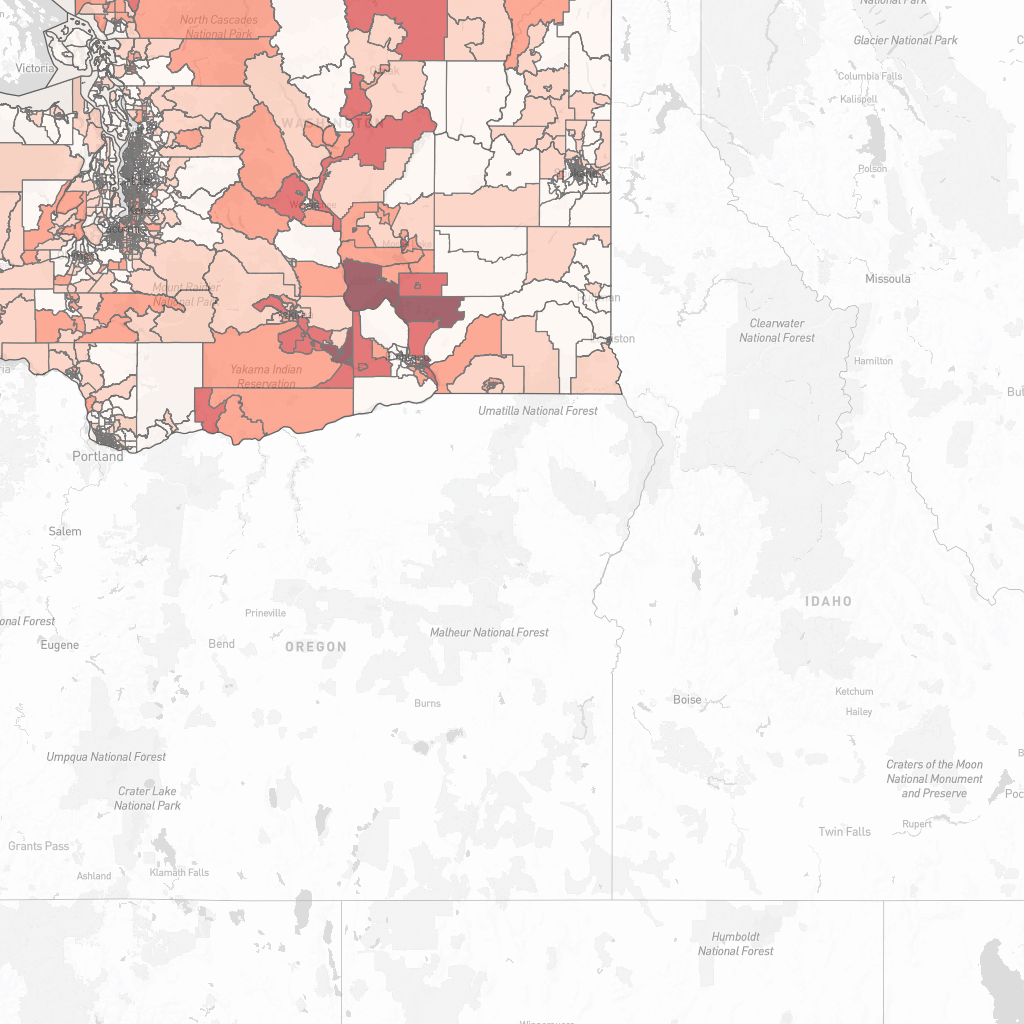 National Park
North Cascades
National Park
Glacier National Park
Victoria
Columbia Falls
Kalispell
WASHINGTON
Polson
Missoula
Mount Rainier
National Park
Clearwater
National Forest
Hamilton
Yakama Indian
Reservation
Umatilla National Forest
Portland
Salem
IDAHO
Prineville
Malheur National Forest
Eugene
Bend
OREGON
Ketchum
Boise
Burns
Hailey
Umpqua National Forest
Craters of the Moon
National Monument
and Preserve
Crater Lake
National Park
Rupert
Twin Falls
Grants Pass
Ashland
Klamath Falls
Humboldt
National Forest